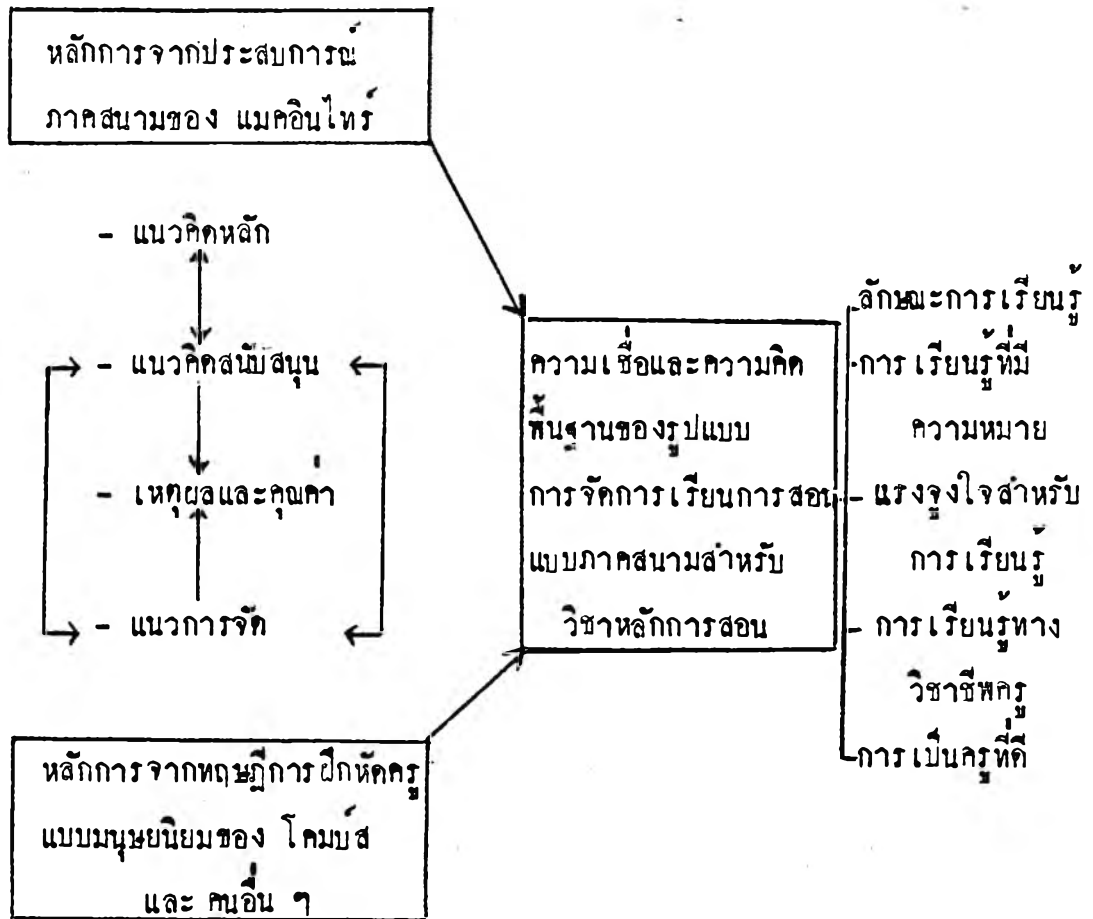 หลักการจากประสบการณ์
ภาคสนามของ แมคอินไทร์
- แนวคิดหลัก
- แนวคิดสนับสนุน
- เหตุผลและคุณค่า
- แนวการจัด
หลักการจากทฤษฎีการฝึกหัดครู
แบบมนุษยนิยมของ โคมบ์ส
และ คนอื่น ๆ
ความเชื่อและความคิด
พื้นฐานของรูปแบบ
การจัดการเรียนการสอน
แบบภาคสนามสำหรับ
วิชาหลักการสอน
ลักษณะการเรียนรู้
การเรียนรู้ที่มี
ความหมาย
แรงจูงใจสำหรับ
การเรียนรู้
การเรียนรู้ทาง
วิชาชีพครู
การเป็นครูที่ดี